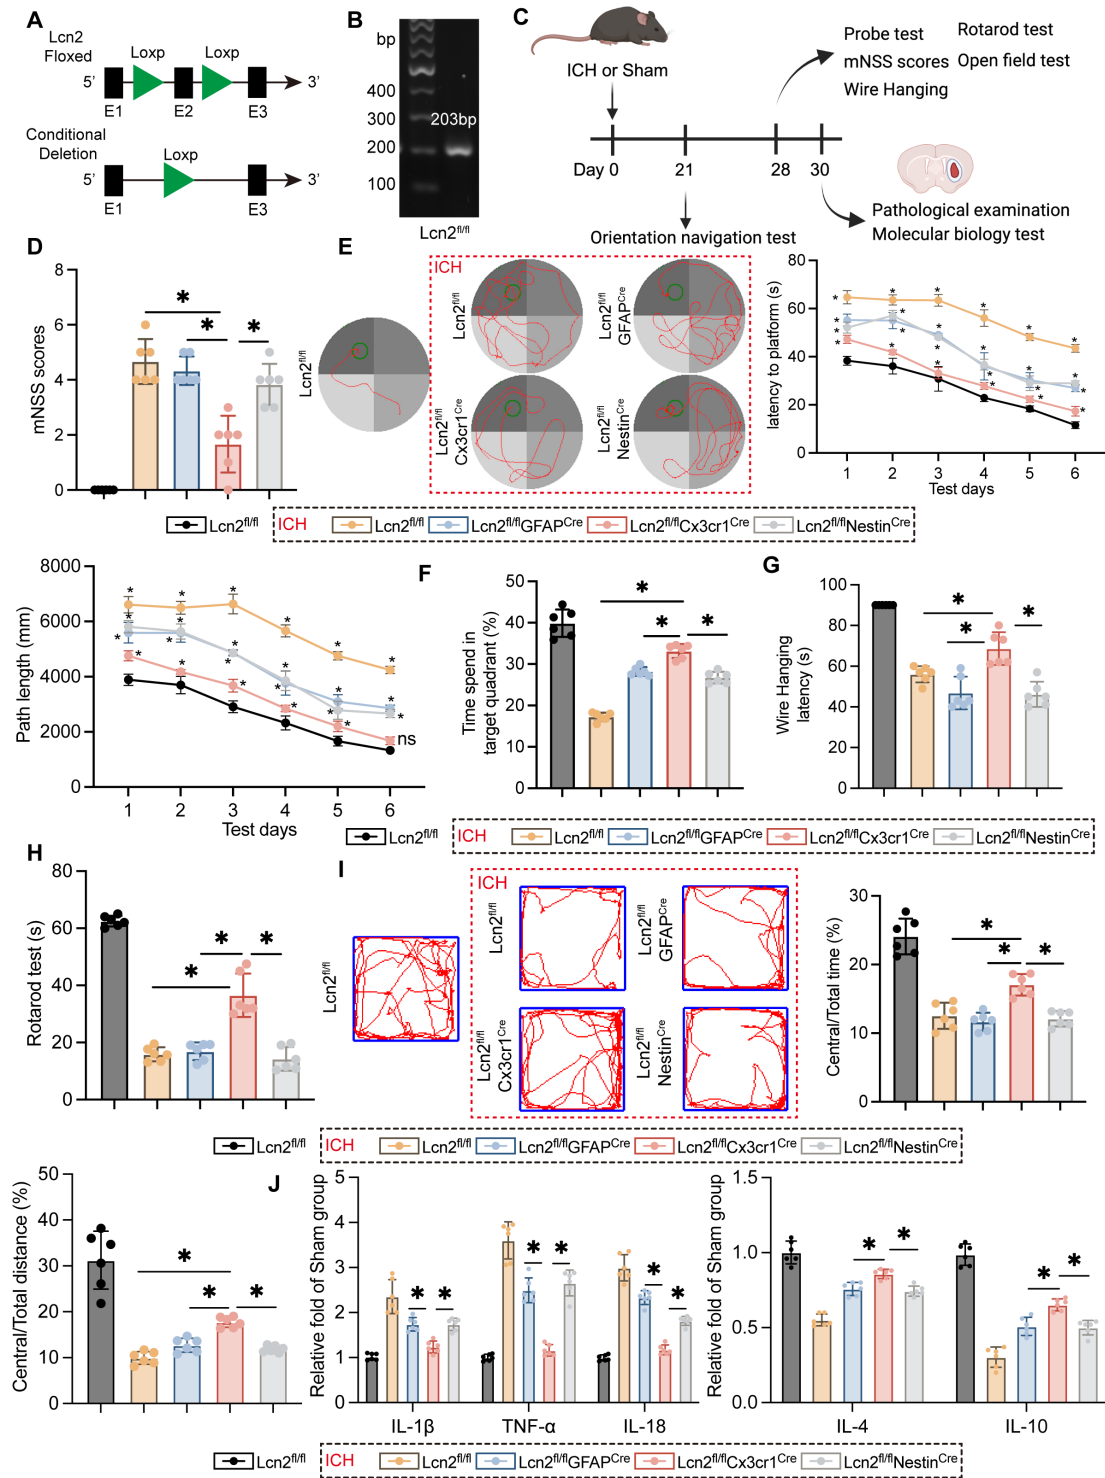 A
Lcn2
Floxed
Loxp
Loxp
5'
3'
E1
E2
E3
Conditional
Deletion
Loxp
5'
3'
E1
E3
B
bp
400
300
203bp
200
100
Lcn2fl/fl
C
ICH or Sham
Probe test
Rotarod test
mNSS scores
Open field test
Wire Hanging
Day 0
21
28
30
Orientation navigation test
Pathological examination
Molecular biology test
D
mNSS scores
8
6
4
2
0
*
*
*
E
ICH
Lcn2fl/fl
Lcn2fl/fl
Lcn2fl/fl
GFAPCre
Lcn2fl/fl
Cx3cr1Cre
Lcn2fl/fl
NestinCre
latency to platform (s)
80
60
40
20
0
1 2 3 4 5 6
Test days
Lcn2fl/fl
ICH
Lcn2fl/fl
Lcn2fl/flGFAPCre
Lcn2fl/flCx3cr1Cre
Lcn2fl/flNestinCre
Path length (mm)
8000
6000
4000
2000
0
ns
1 2 3 4 5 6
Test days
F
Time spend in
target quadrant (%)
50
40
30
20
10
0
*
*
*
G
Wire Hanging
latency (s)
100
80
60
40
20
0
*
*
*
Lcn2fl/fl
ICH
Lcn2fl/fl
Lcn2fl/flGFAPCre
Lcn2fl/flCx3cr1Cre
Lcn2fl/flNestinCre
H
Rotarod test (s)
80
60
40
20
0
*
*
*
I
ICH
Lcn2fl/fl
Lcn2fl/fl
Lcn2fl/fl
GFAPCre
Lcn2fl/fl
Cx3cr1Cre
Lcn2fl/fl
NestinCre
Central/Total time (%)
30
20
10
0
*
*
*
Lcn2fl/fl
ICH
Lcn2fl/fl
Lcn2fl/flGFAPCre
Lcn2fl/flCx3cr1Cre
Lcn2fl/flNestinCre
Central/Total distance (%)
50
40
30
20
10
0
*
*
*
J
Relative fold of Sham group
5
4
3
2
1
0
* *
* *
*
*
IL-1β
TNF-α
IL-18
Relative fold of Sham group
1.5
1.0
0.5
0.0
* *
* *
IL-4
IL-10
Lcn2fl/fl
ICH
Lcn2fl/fl
Lcn2fl/flGFAPCre
Lcn2fl/flCx3cr1Cre
Lcn2fl/flNestinCre